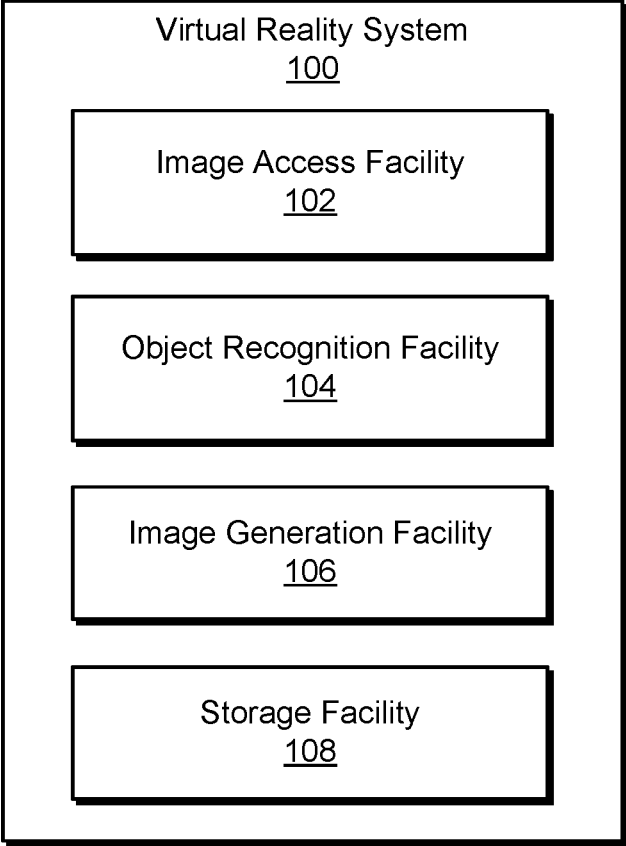 Virtual Reality System
100
Image Access Facility
102
Object Recognition Facility
104
Image Generation Facility
106
Storage Facility
108